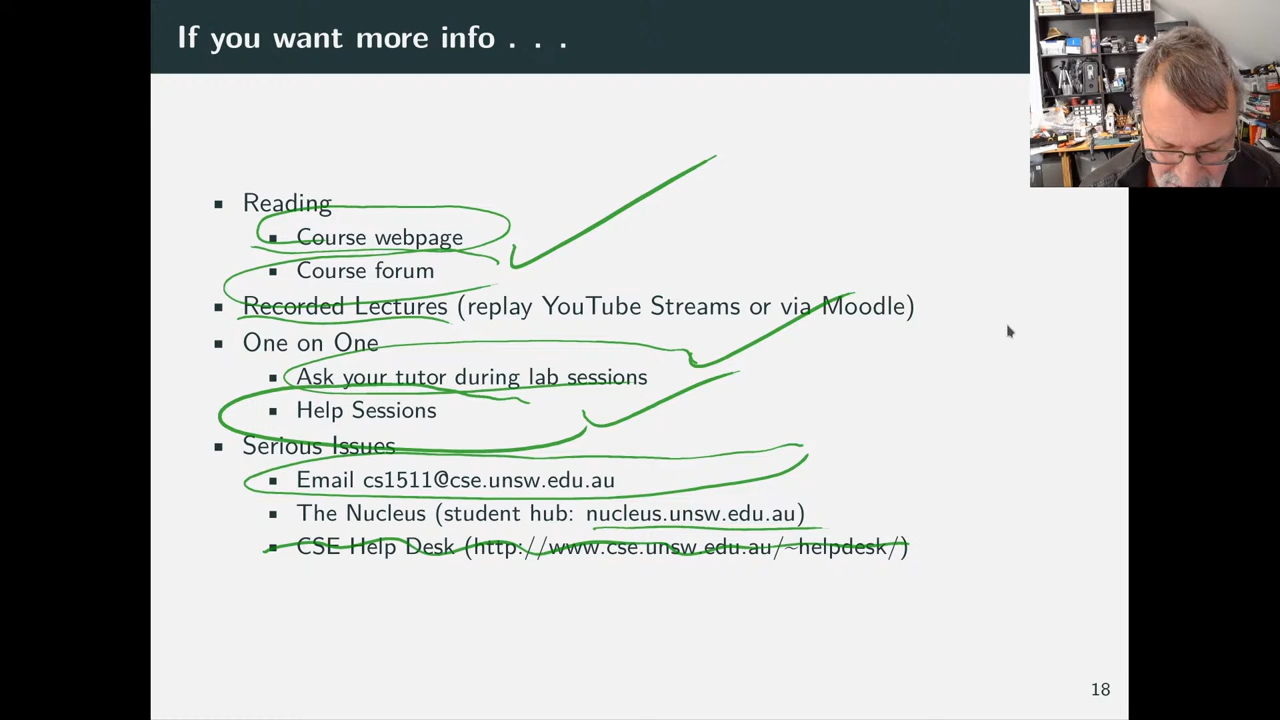 If you want more info . . .
▪ Reading
▪ Course webpage
▪ Course forum
▪ Recorded Lectures (replay YouTube Streams or via Moodle)
▪ One on One
▪ Ask your tutor during lab sessions
▪ Help Sessions
▪ Serious Issues
▪ Email cs1511@cse.unsw.edu.au
▪ The Nucleus (student hub: nucleus.unsw.edu.au)
▪ CSE Help Desk (http://www.cse.unsw.edu.au/~helpdesk/)
18